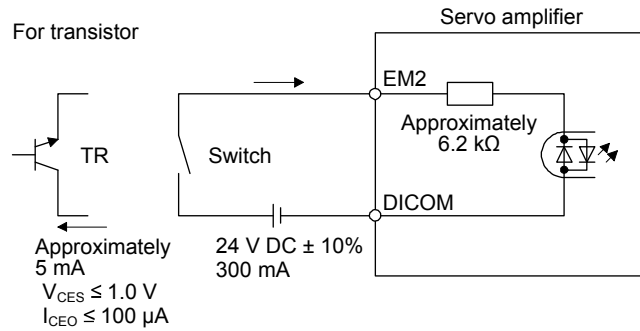 Servo amplifier
For transistor
EM2
Approximately
6.2 kΩ
TR
Switch
DICOM
Approximately
5 mA
V_CES ≤ 1.0 V
I_CEO ≤ 100 μA
24 V DC ± 10%
300 mA